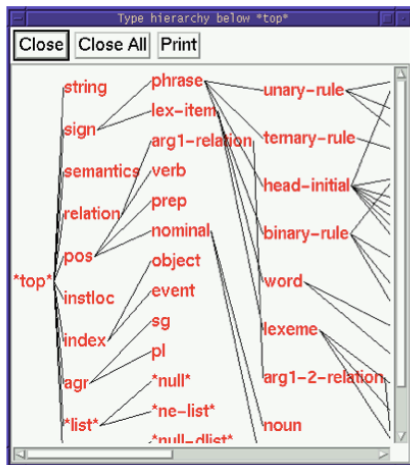 Type hierarchy below *top*
Close Close All Print
string
sign
semantics
relation
pos
*top*
instloc
index
agr
*list*
phrase
lex-item
arg1-relation
verb
prep
nominal
object
event
sg
pl
*null*
*ne-list*
*null-dlist*
unary-rule
ternary-rule
head-initial
binary-rule
word
lexeme
arg1-2-relation
noun